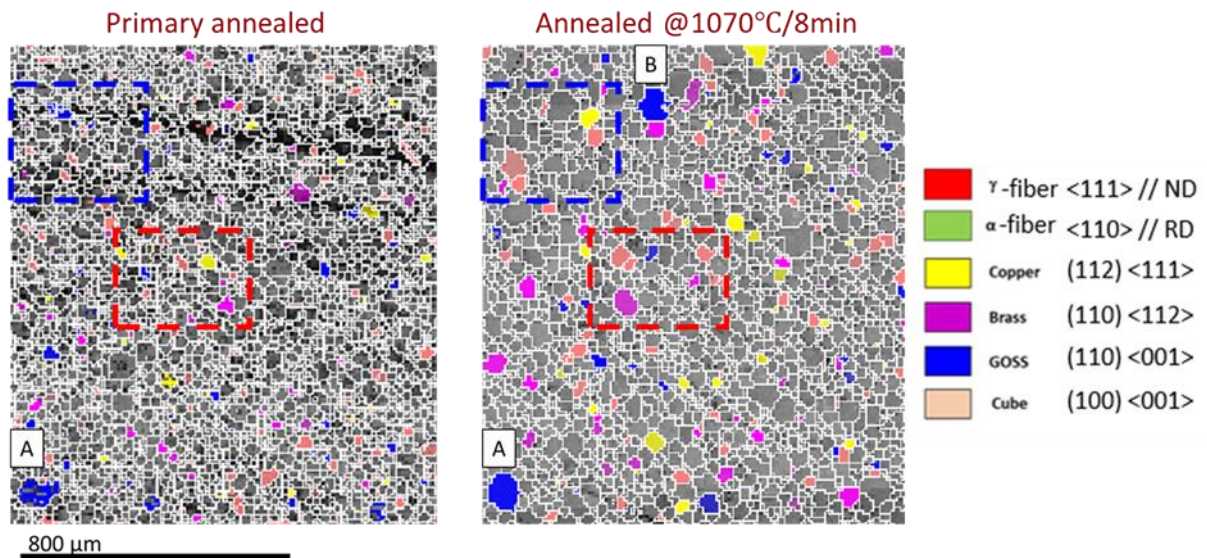 Primary annealed
Annealed @1070℃/8min
B
A
A
800 µm
γ-fiber <111> // ND
α-fiber <110> // RD
Copper (112) <111>
Brass (110) <112>
GOSS (110) <001>
Cube (100) <001>